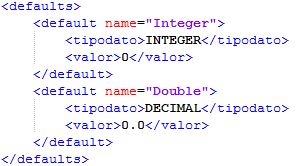 <defaults>
    <default name="Integer">
        <tipodato>INTEGER</tipodato>
        <valor>0</valor>
    </default>
    <default name="Double">
        <tipodato>DECIMAL</tipodato>
        <valor>0.0</valor>
    </default>
</defaults>